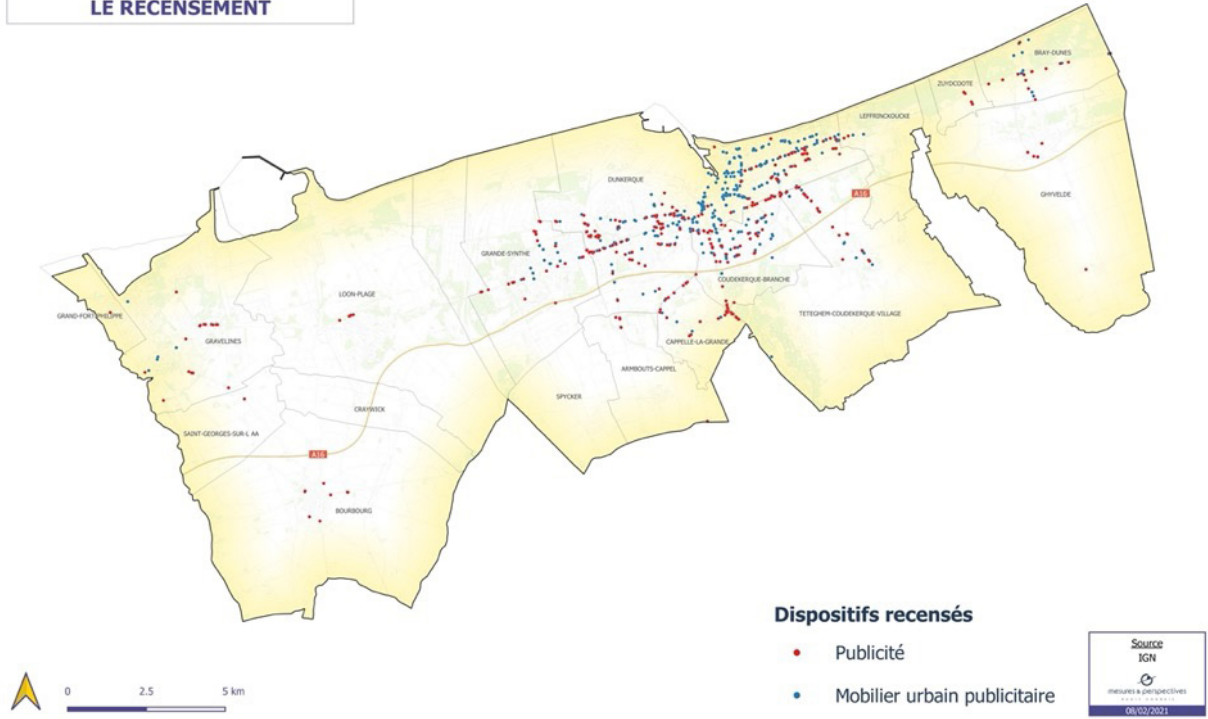 LE RECENSEMENT
BRAY-DUNES
ZUYDCOOTE
LEFFRINCKOUCKE
DUNKERQUE
A16
GHYVELDE
GRANDE-SYNTHE
COUDEKERQUE-BRANCHE
LOON-PLAGE
GRAND-FORT-PHILIPPE
TETEGHEM-COUDEKERQUE-VILLAGE
GRAVELINES
CAPPELLE-LA-GRANDE
ARMBOUTS-CAPPEL
SPYCKER
CRAYWICK
SAINT-GEORGES-SUR-L AA
A16
BOURBOURG
Dispositifs recensés
Publicité
Mobilier urbain publicitaire
0 2.5 5 km
Source
IGN
mesures & perspectives
08/02/2021